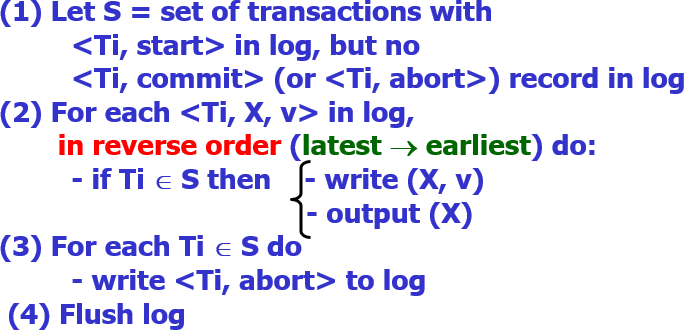 (1) Let S = set of transactions with
<Ti, start> in log, but no
<Ti, commit> (or <Ti, abort>) record in log
(2) For each <Ti, X, v> in log,
in reverse order (latest → earliest) do:
- if Ti ∈ S then - write (X, v)
- output (X)
(3) For each Ti ∈ S do
- write <Ti, abort> to log
(4) Flush log